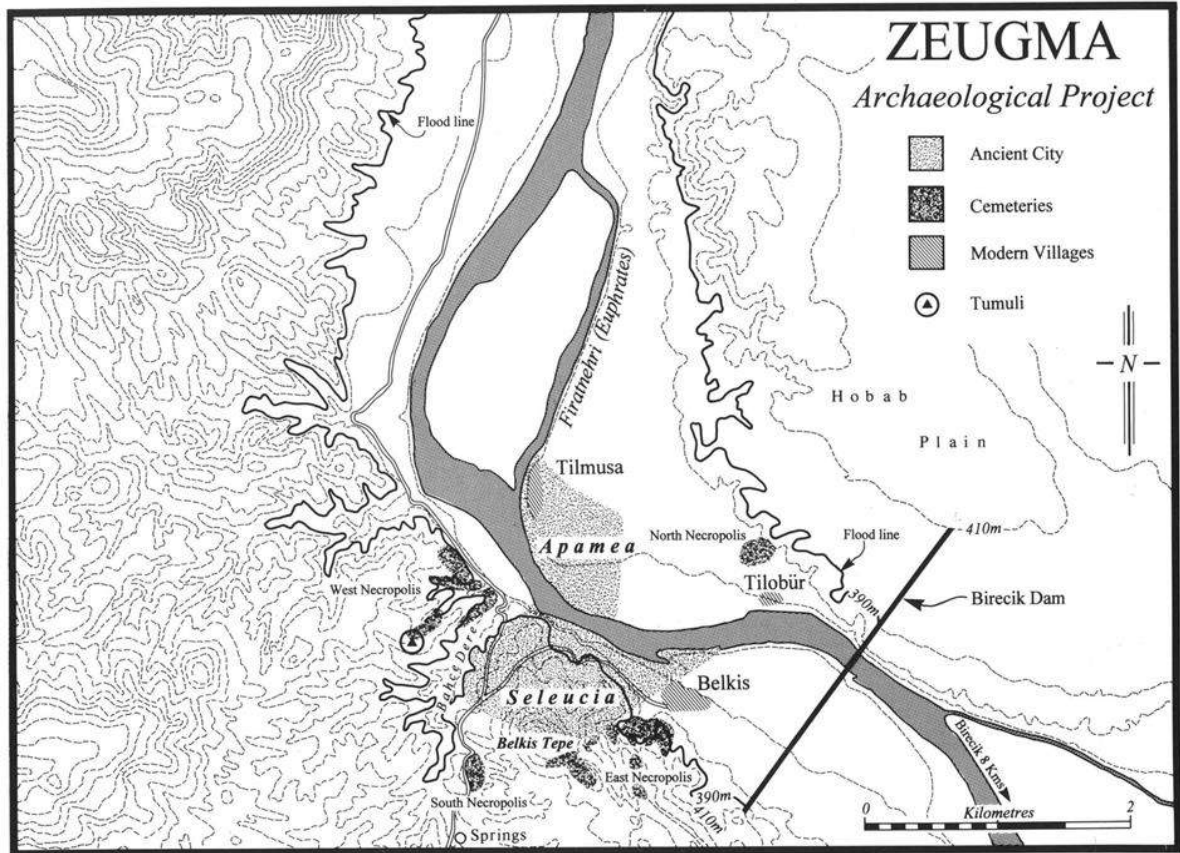 ZEUGMA
Archaeological Project
Ancient City
Cemeteries
Modern Villages
Tumuli
N
Flood line
Firatnehri (Euphrates)
Hobab
Plain
Tilmusa
410m
North Necropolis
Flood line
Apamea
Tilobür
390m
Birecik Dam
West Necropolis
Belkis
Seleucia
Belkis Tepe
East Necropolis
South Necropolis
390m
410m
Springs
Birecik 8 Kms
0
2
Kilometres